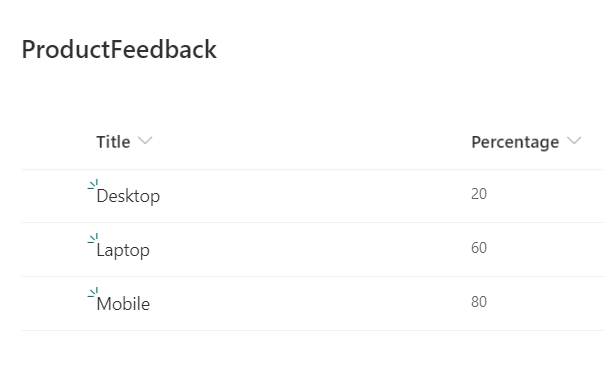 ProductFeedback
Title Percentage
Desktop 20
Laptop 60
Mobile 80